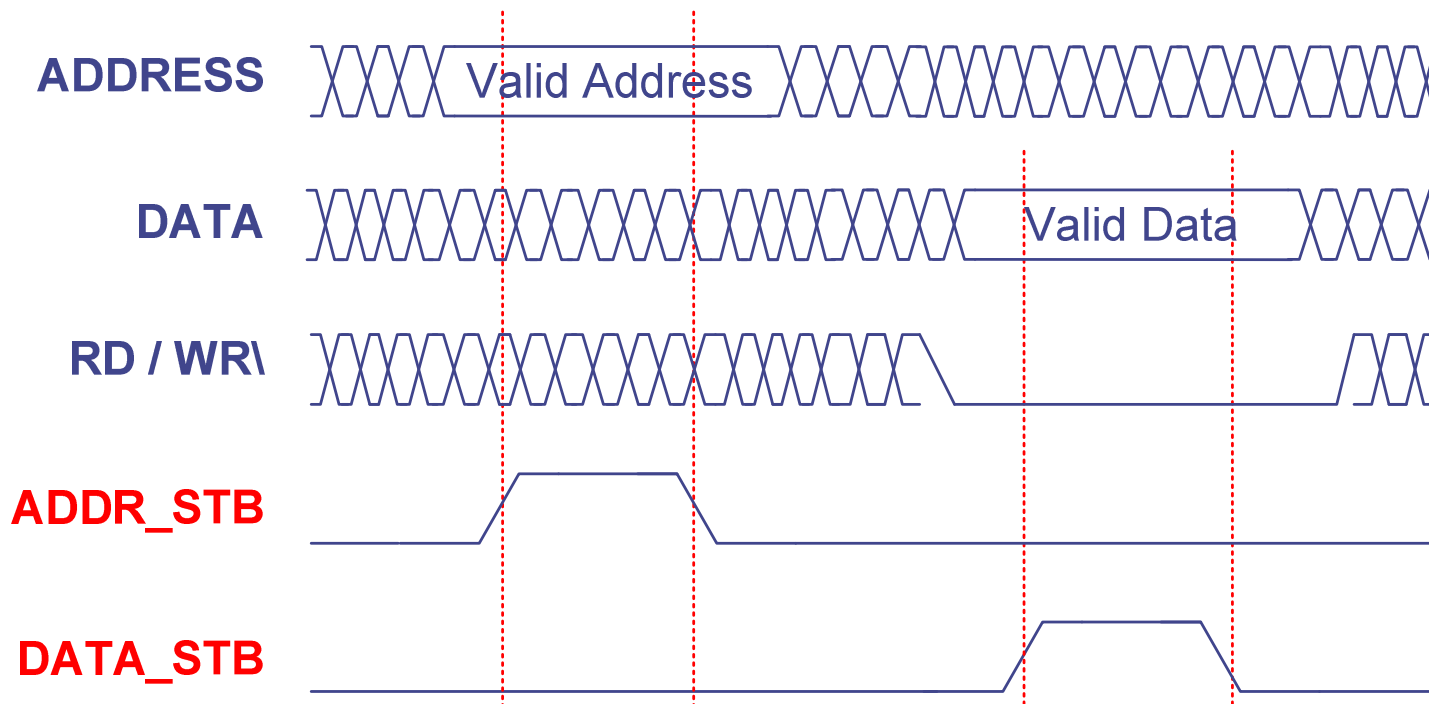 ADDRESS
Valid Address
DATA
Valid Data
RD / WR\
ADDR_STB
DATA_STB